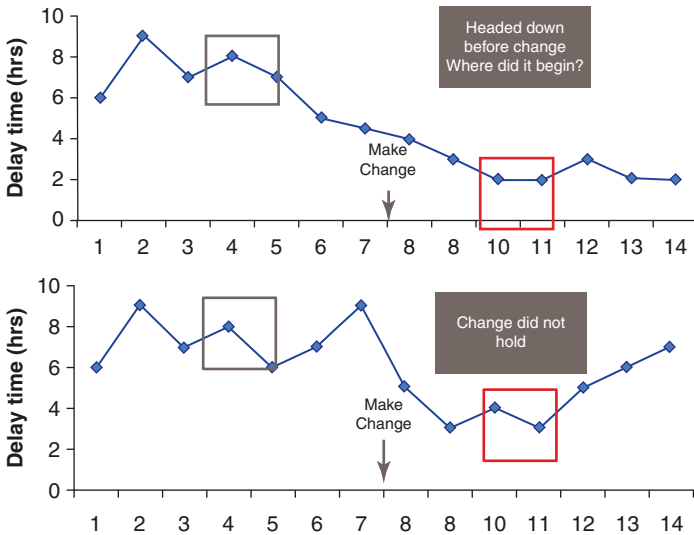 Delay time (hrs)
10
8
6
4
2
0
Headed down
before change
Where did it begin?
Make
Change
1 2 3 4 5 6 7 8 8 10 11 12 13 14
Delay time (hrs)
10
8
6
4
2
0
Change did not
hold
Make
Change
1 2 3 4 5 6 7 8 8 10 11 12 13 14